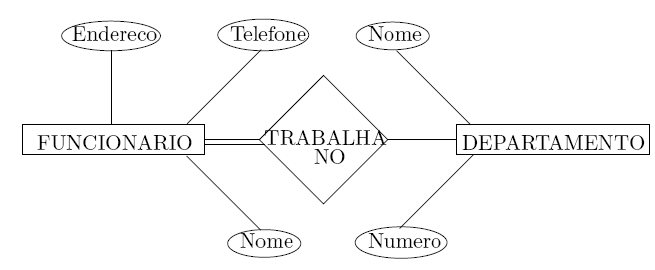 Endereco
Telefone
Nome
FUNCIONARIO
TRABALHA
NO
DEPARTAMENTO
Nome
Numero